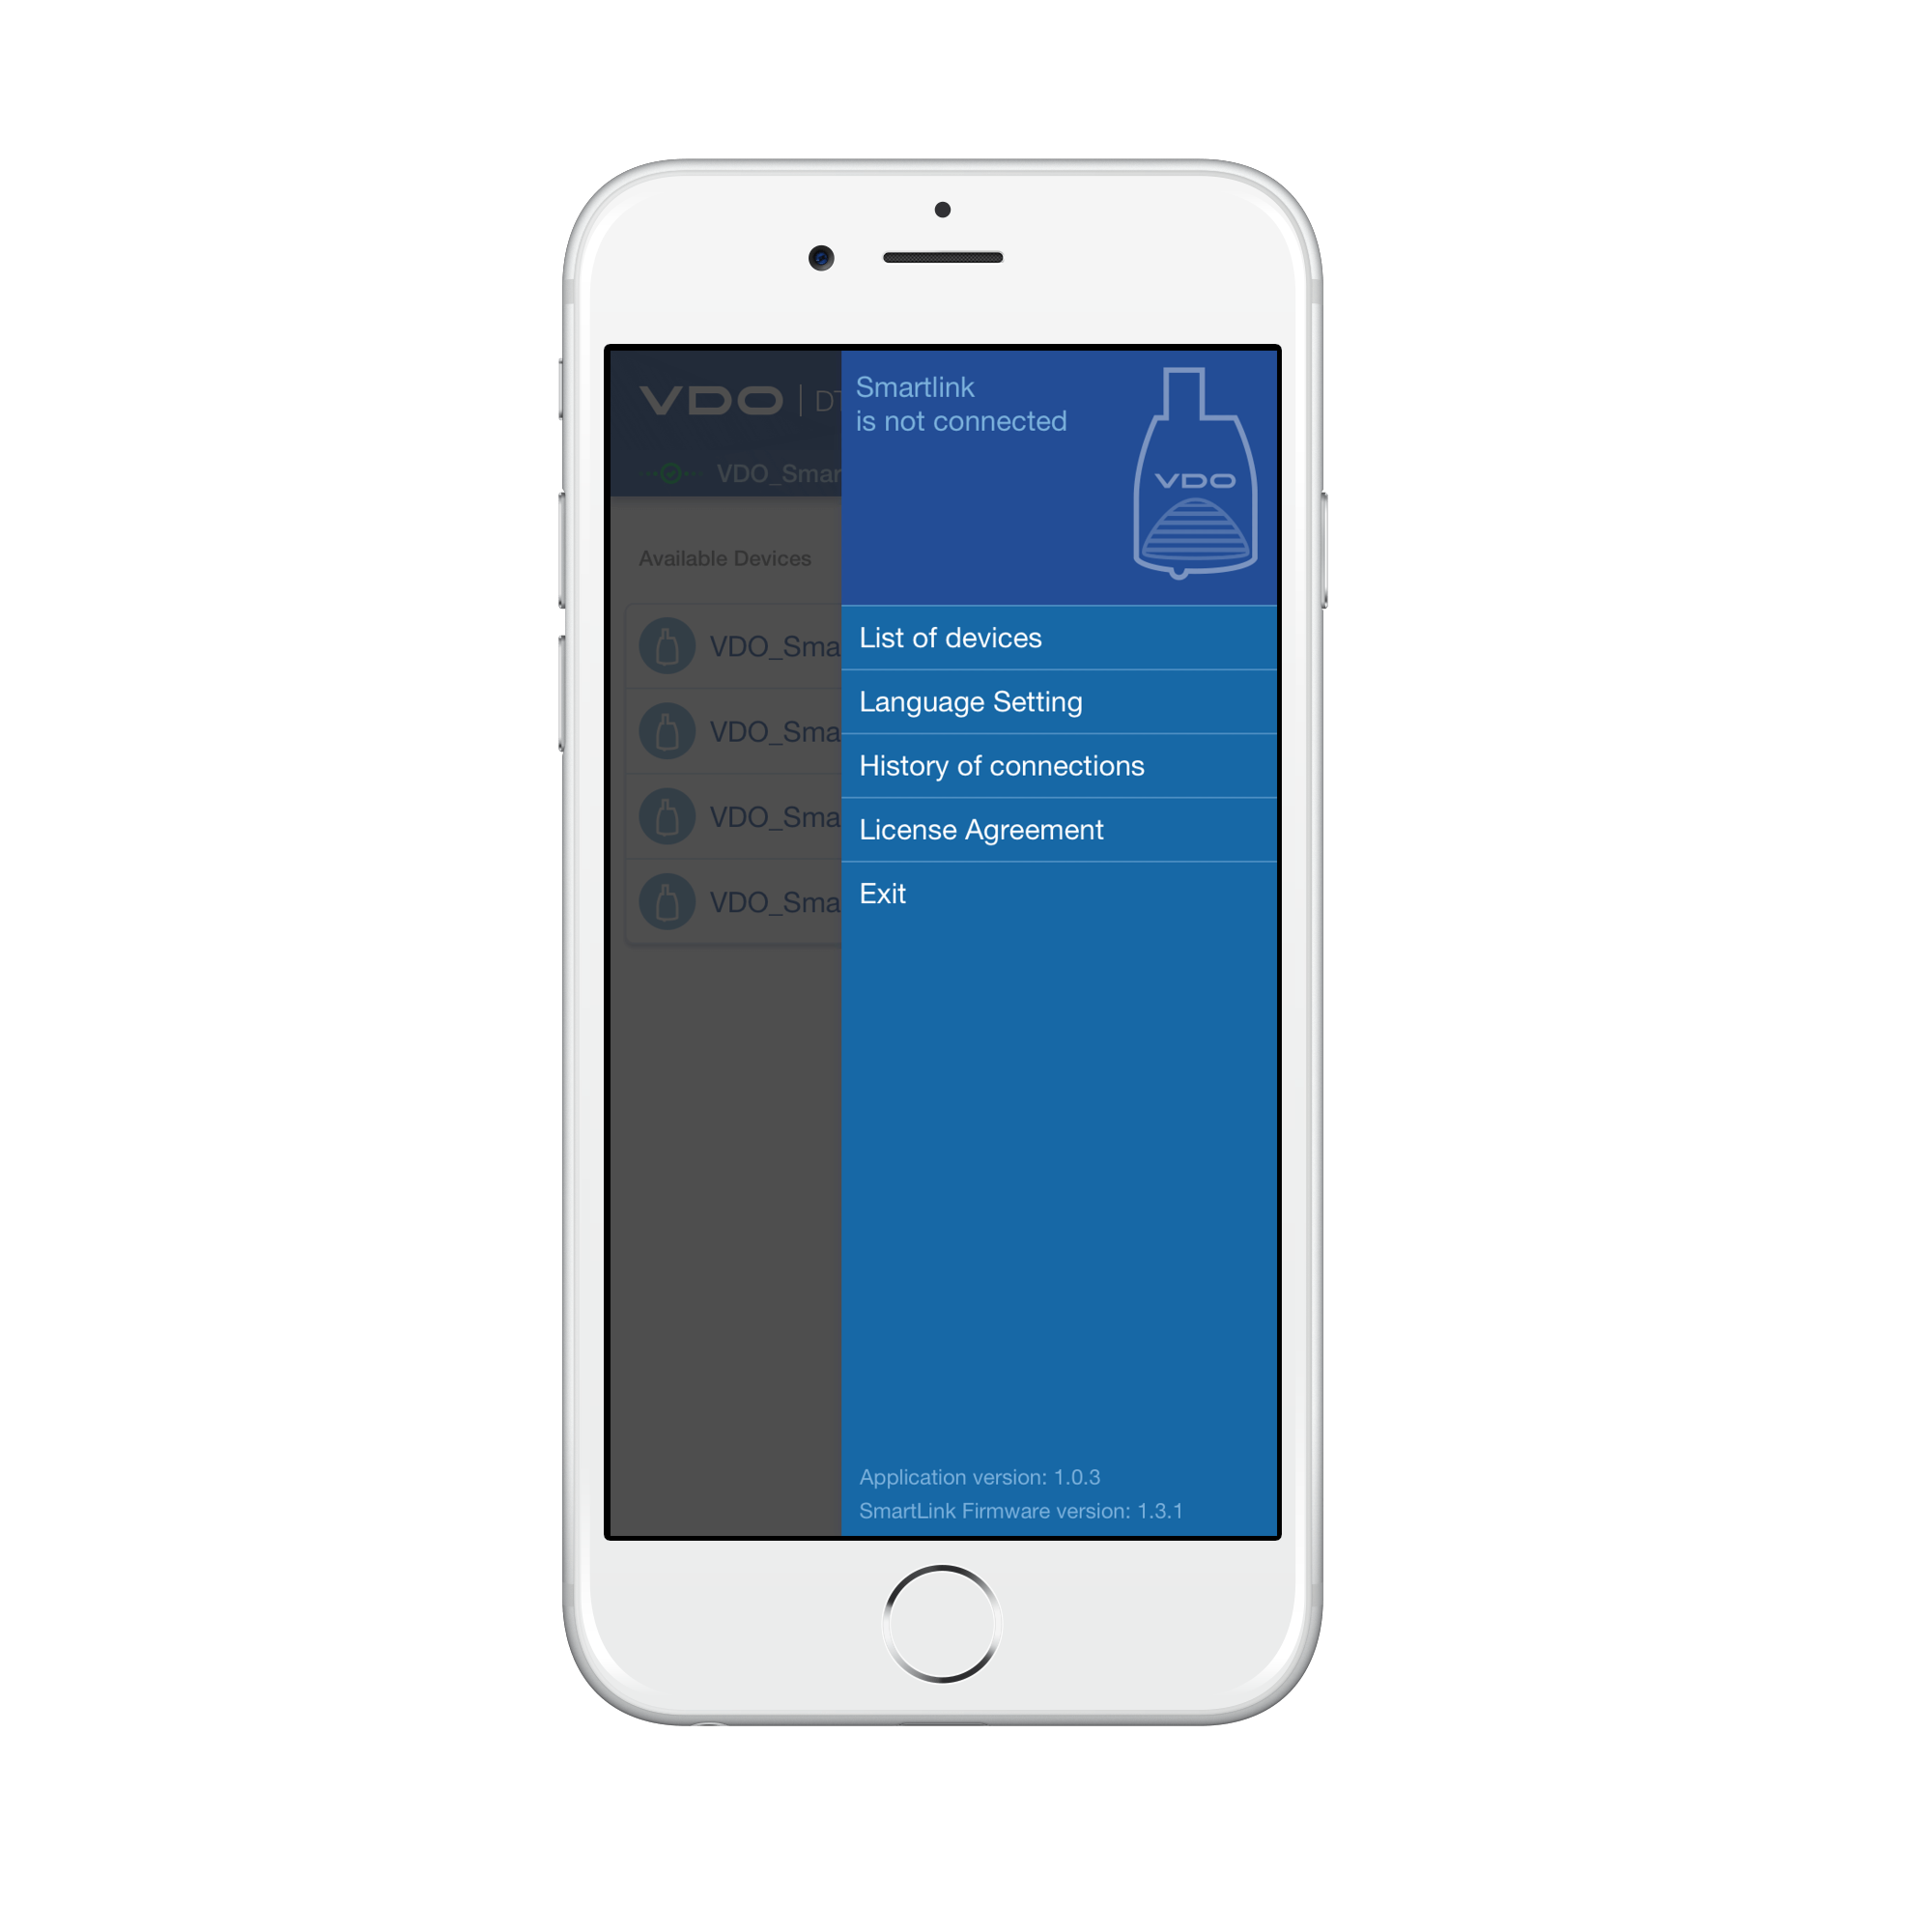 VDO | DT
VDO_Smar
Available Devices
VDO_Sma
VDO_Sma
VDO_Sma
VDO_Sma
Smartlink
is not connected
VDO
List of devices
Language Setting
History of connections
License Agreement
Exit
Application version: 1.0.3
SmartLink Firmware version: 1.3.1